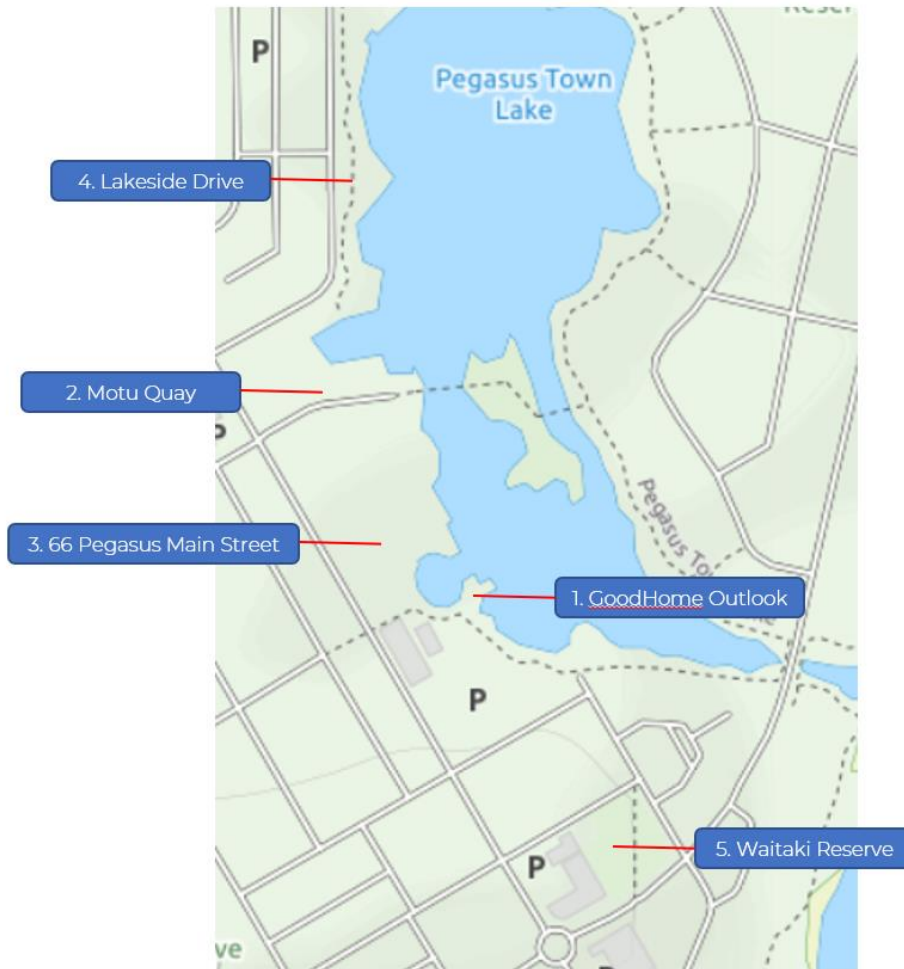 P
Pegasus Town
Lake
4. Lakeside Drive
2. Motu Quay
3. 66 Pegasus Main Street
Pegasus To
1. GoodHome Outlook
P
5. Waitaki Reserve
P
ve